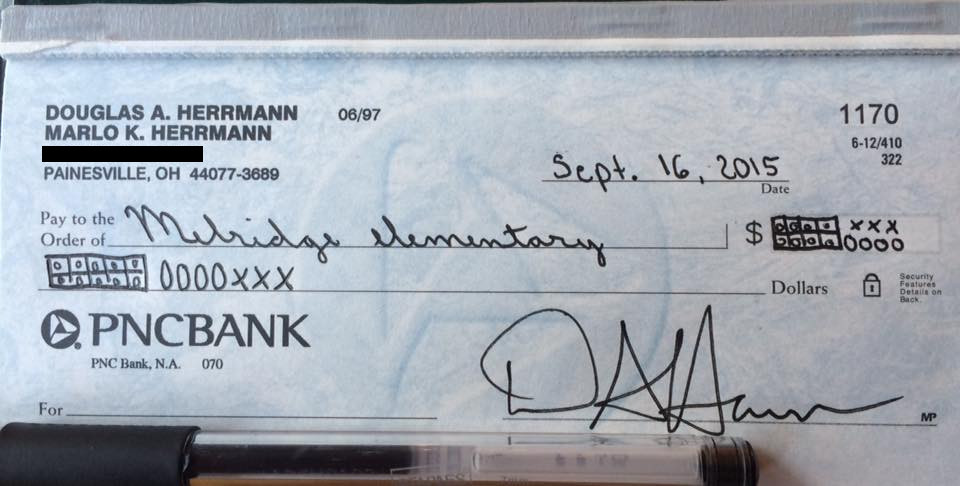 DOUGLAS A. HERRMANN 06/97 1170
MARLO K. HERRMANN
6-12/410
322
PAINESVILLE, OH 44077-3689
Sept. 16, 2015
Date
Pay to the
Order of Melridge elementary $ xxx
0000
0000xxx Dollars
Security
Features
Details on
Back.
PNCBANK
PNC Bank, N.A. 070
For
MP